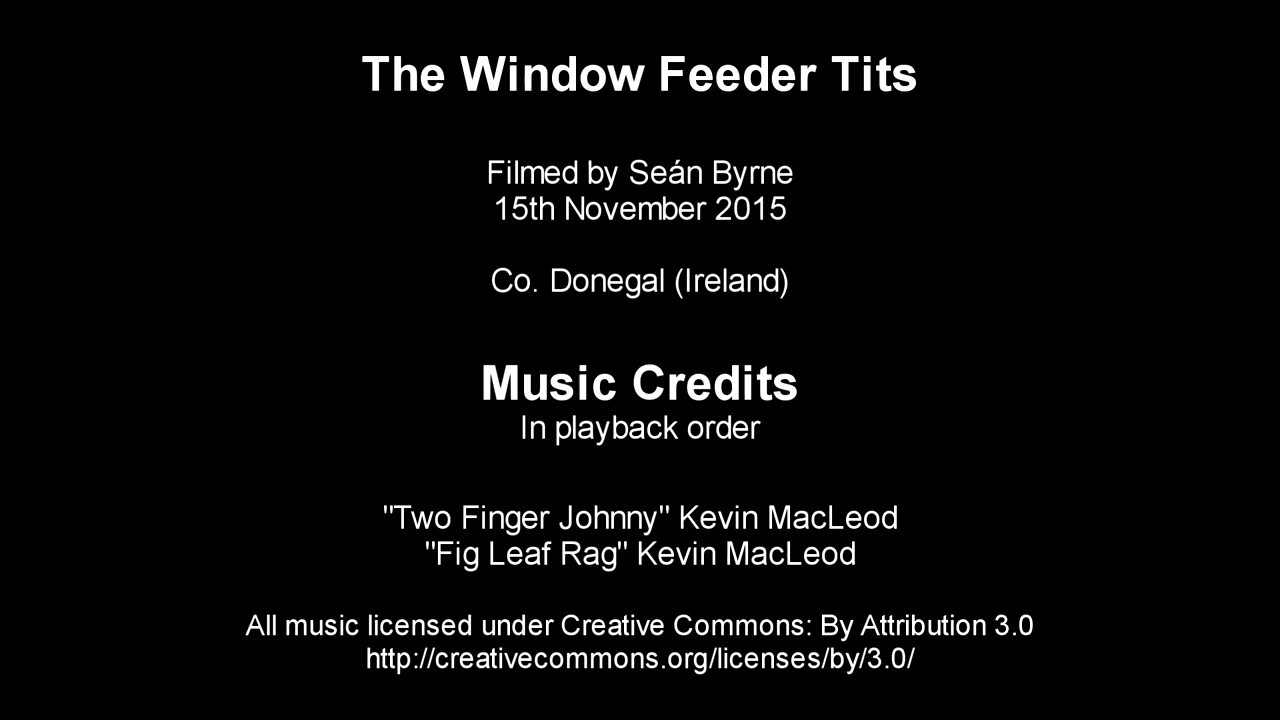 The Window Feeder Tits
Filmed by Seán Byrne
15th November 2015
Co. Donegal (Ireland)
Music Credits
In playback order
"Two Finger Johnny" Kevin MacLeod
"Fig Leaf Rag" Kevin MacLeod
All music licensed under Creative Commons: By Attribution 3.0
http://creativecommons.org/licenses/by/3.0/